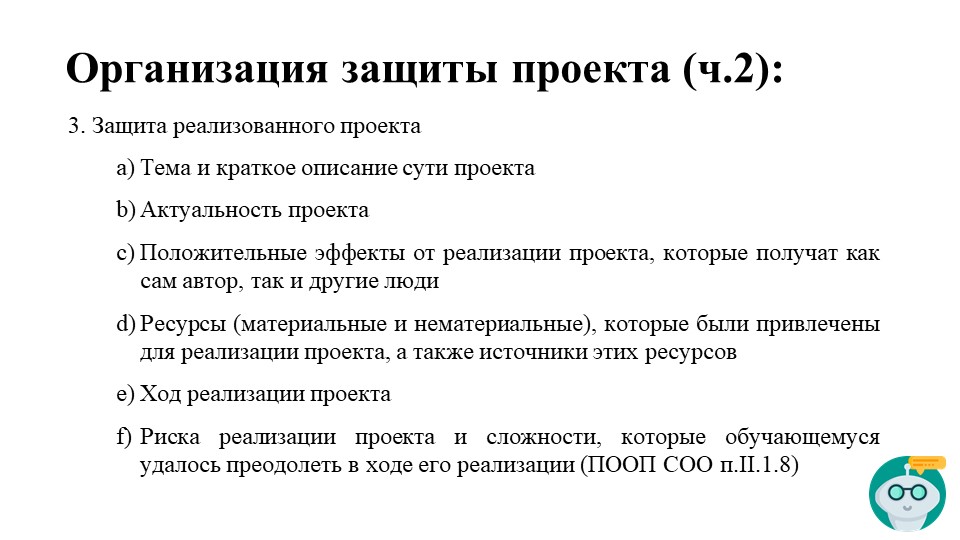 Организация защиты проекта (ч.2):
3. Защита реализованного проекта
a) Тема и краткое описание сути проекта
b) Актуальность проекта
c) Положительные эффекты от реализации проекта, которые получат как
сам автор, так и другие люди
d) Ресурсы (материальные и нематериальные), которые были привлечены
для реализации проекта, а также источники этих ресурсов
e) Ход реализации проекта
f) Риска реализации проекта и сложности, которые обучающемуся
удалось преодолеть в ходе его реализации (ПООП СОО п.II.1.8)